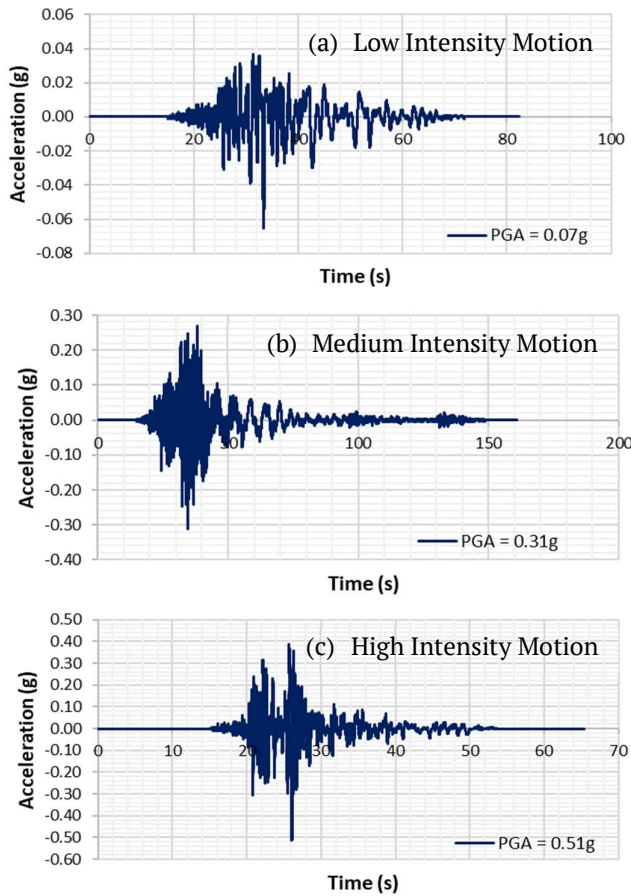 (a) Low Intensity Motion
Acceleration (g)
0.06
0.04
0.02
0.00
-0.02
-0.04
-0.06
-0.08
0 20 40 60 80 100
PGA = 0.07g
Time (s)
(b) Medium Intensity Motion
Acceleration (g)
0.30
0.20
0.10
0.00
-0.10
-0.20
-0.30
-0.40
0 50 100 150 200
PGA = 0.31g
Time (s)
(c) High Intensity Motion
Acceleration (g)
0.50
0.40
0.30
0.20
0.10
0.00
-0.10
-0.20
-0.30
-0.40
-0.50
-0.60
0 10 20 30 40 50 60 70
PGA = 0.51g
Time (s)